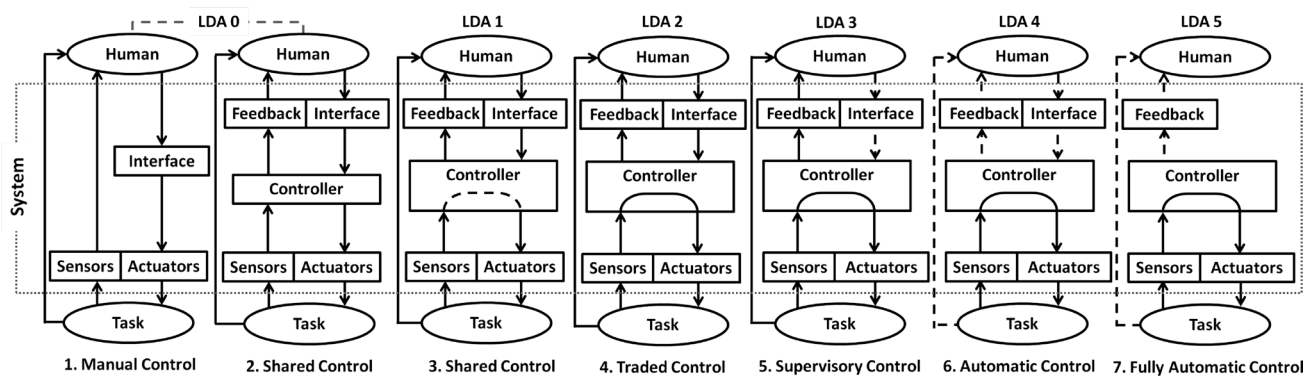 LDA 0 LDA 1 LDA 2 LDA 3 LDA 4 LDA 5
Human Human Human Human Human Human Human
Feedback Interface Feedback Interface Feedback Interface Feedback Interface Feedback Interface Feedback
Interface
Controller Controller Controller Controller Controller Controller
System
Sensors Actuators Sensors Actuators Sensors Actuators Sensors Actuators Sensors Actuators Sensors Actuators Sensors Actuators
Task Task Task Task Task Task Task
1. Manual Control 2. Shared Control 3. Shared Control 4. Traded Control 5. Supervisory Control 6. Automatic Control 7. Fully Automatic Control